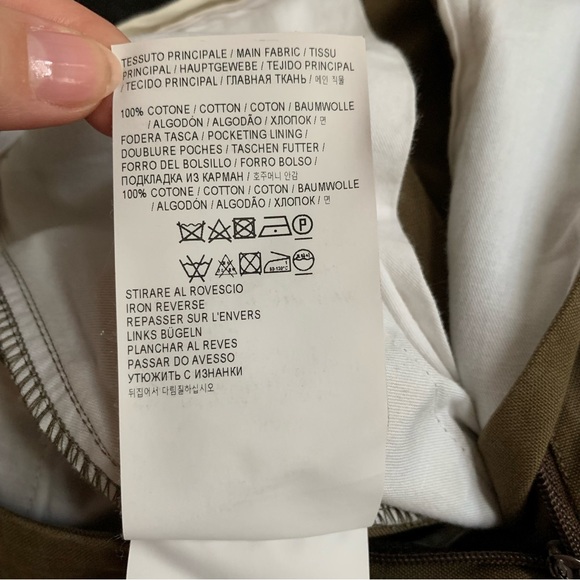 TESSUTO PRINCIPALE / MAIN FABRIC / TISSU
PRINCIPAL / HAUPTGEWEBE / TEJIDO PRINCIPAL
/ TECIDO PRINCIPAL / ГЛАВНАЯ ТКАНЬ / 메인 직물
100% COTONE / COTTON / COTON / BAUMWOLLE
/ ALGODÓN / ALGODÃO / ХЛОПОК / 면
FODERA TASCA / POCKETING LINING /
DOUBLURE POCHES / TASCHEN FUTTER /
FORRO DEL BOLSILLO / FORRO BOLSO /
ПОДКЛАДКА ИЗ КАРМАН / 호주머니 안감
100% COTONE / COTTON / COTON / BAUMWOLLE
/ ALGODÓN / ALGODÃO / ХЛОПОК / 면
P
STIRARE AL ROVESCIO
IRON REVERSE
REPASSER SUR L'ENVERS
LINKS BÜGELN
PLANCHAR AL REVES
PASSAR DO AVESSO
УТЮЖИТЬ С ИЗНАНКИ
뒤집어서 다림질하십시오